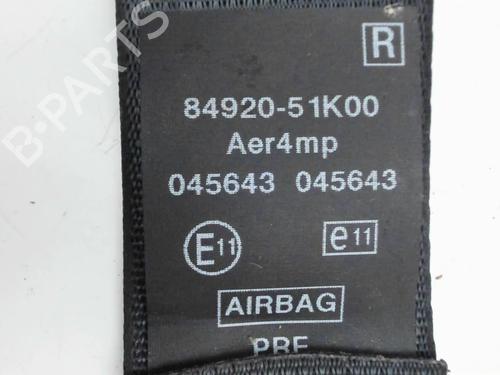 R
84920-51K00
Aer4mp
045643 045643
E11 e11
AIRBAG
PRE
B-PARTS